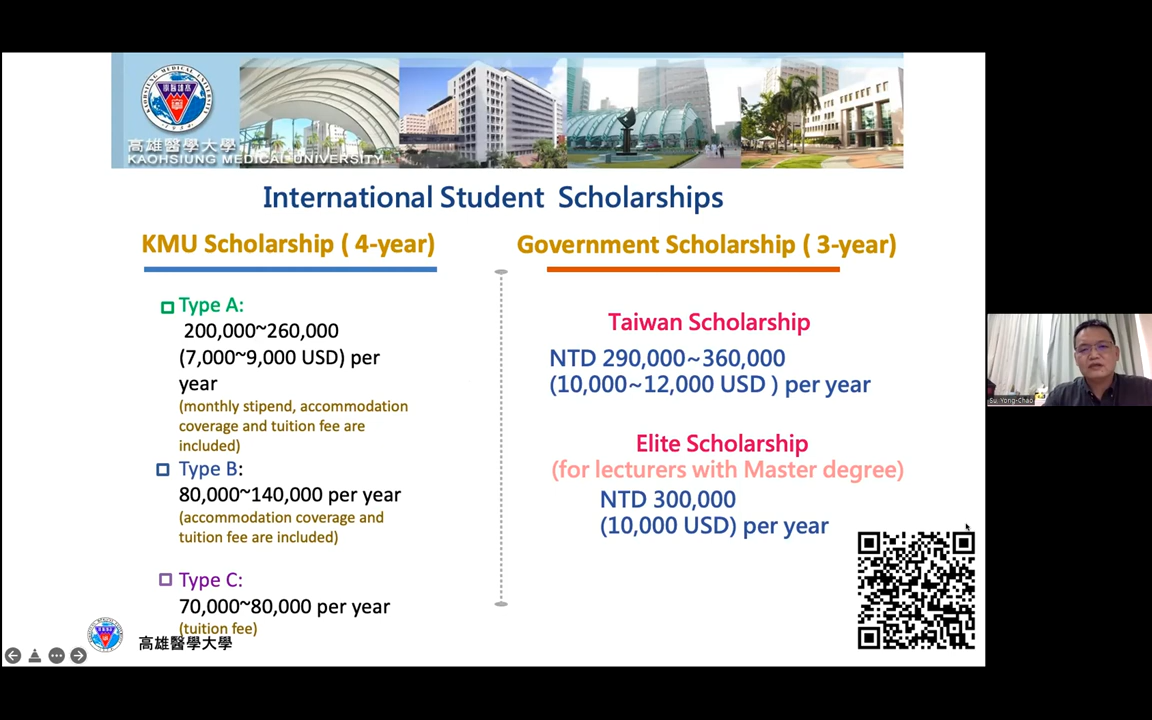 高雄醫學大學
KAOHSIUNG MEDICAL UNIVERSITY
International Student Scholarships
KMU Scholarship ( 4-year)
Type A:
200,000~260,000
(7,000~9,000 USD) per
year
(monthly stipend, accommodation
coverage and tuition fee are
included)
Type B:
80,000~140,000 per year
(accommodation coverage and
tuition fee are included)
Type C:
70,000~80,000 per year
(tuition fee)
高雄醫學大學
Government Scholarship ( 3-year)
Taiwan Scholarship
NTD 290,000~360,000
(10,000~12,000 USD ) per year
Elite Scholarship
(for lecturers with Master degree)
NTD 300,000
(10,000 USD) per year
Su, Yong-Chao